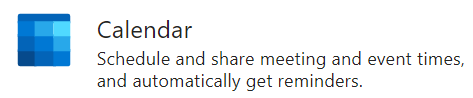 Calendar
Schedule and share meeting and event times,
and automatically get reminders.